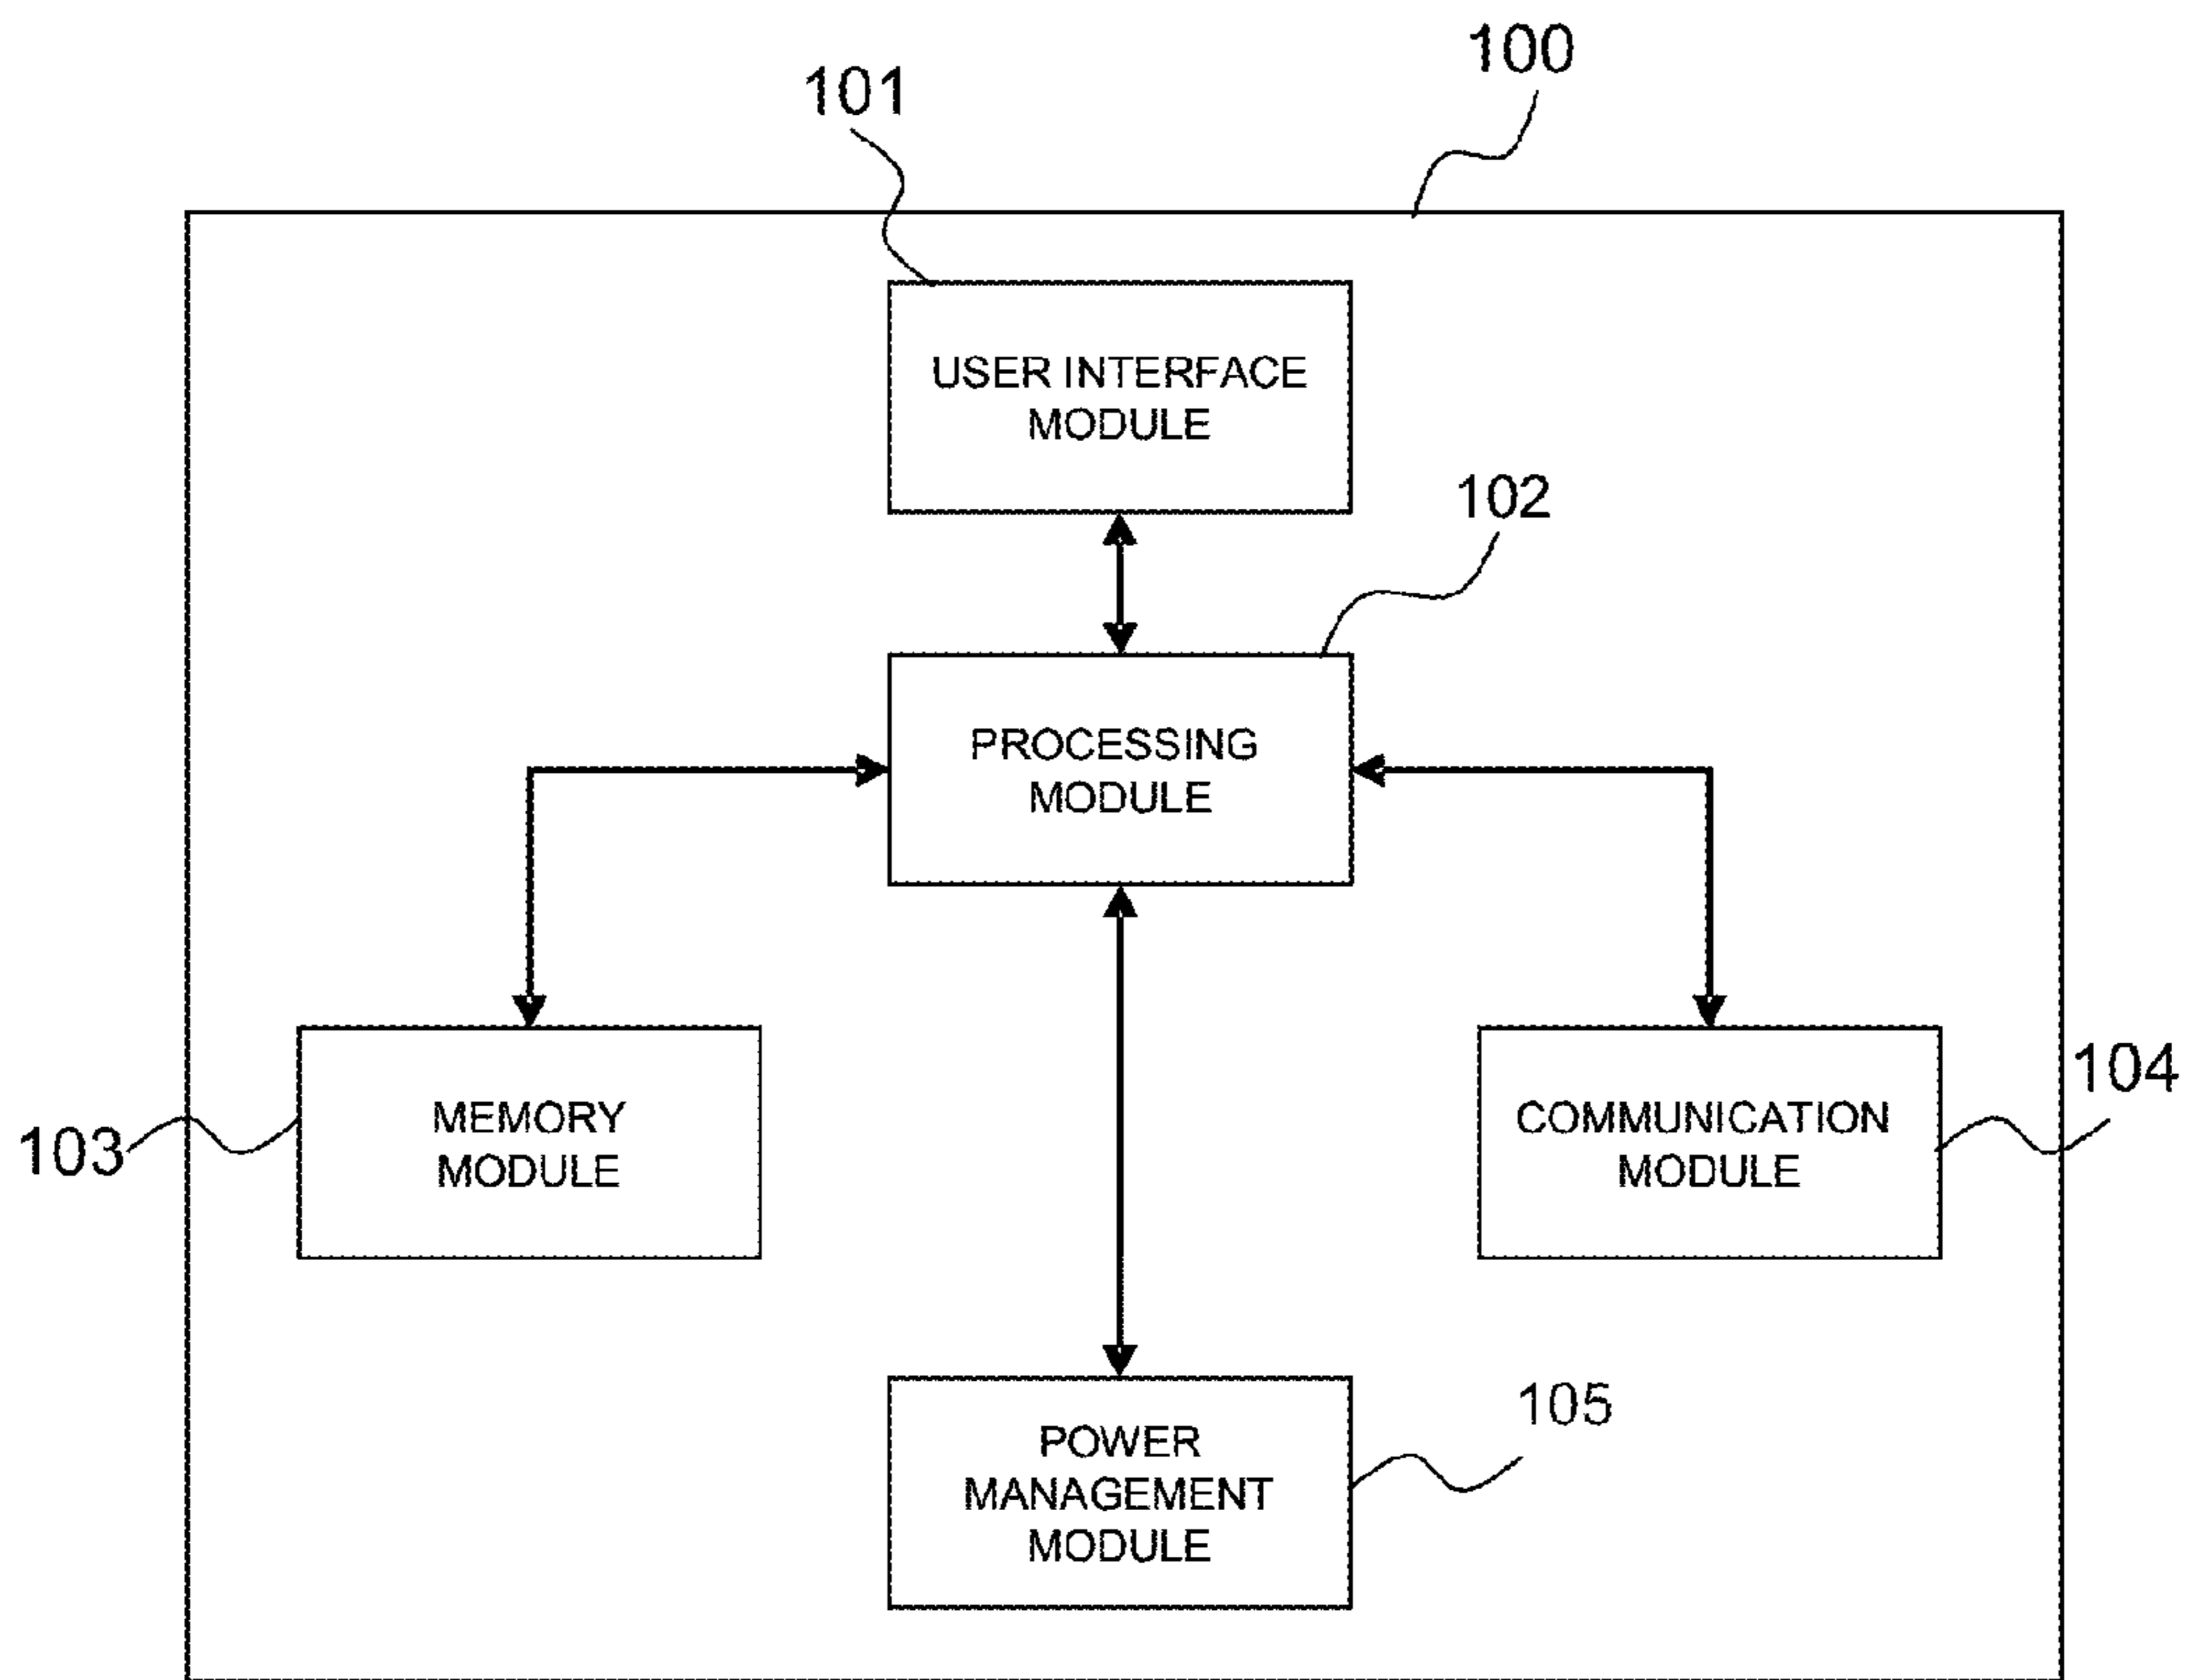 100
101
USER INTERFACE
MODULE
102
PROCESSING
MODULE
103
MEMORY
MODULE
104
COMMUNICATION
MODULE
105
POWER
MANAGEMENT
MODULE